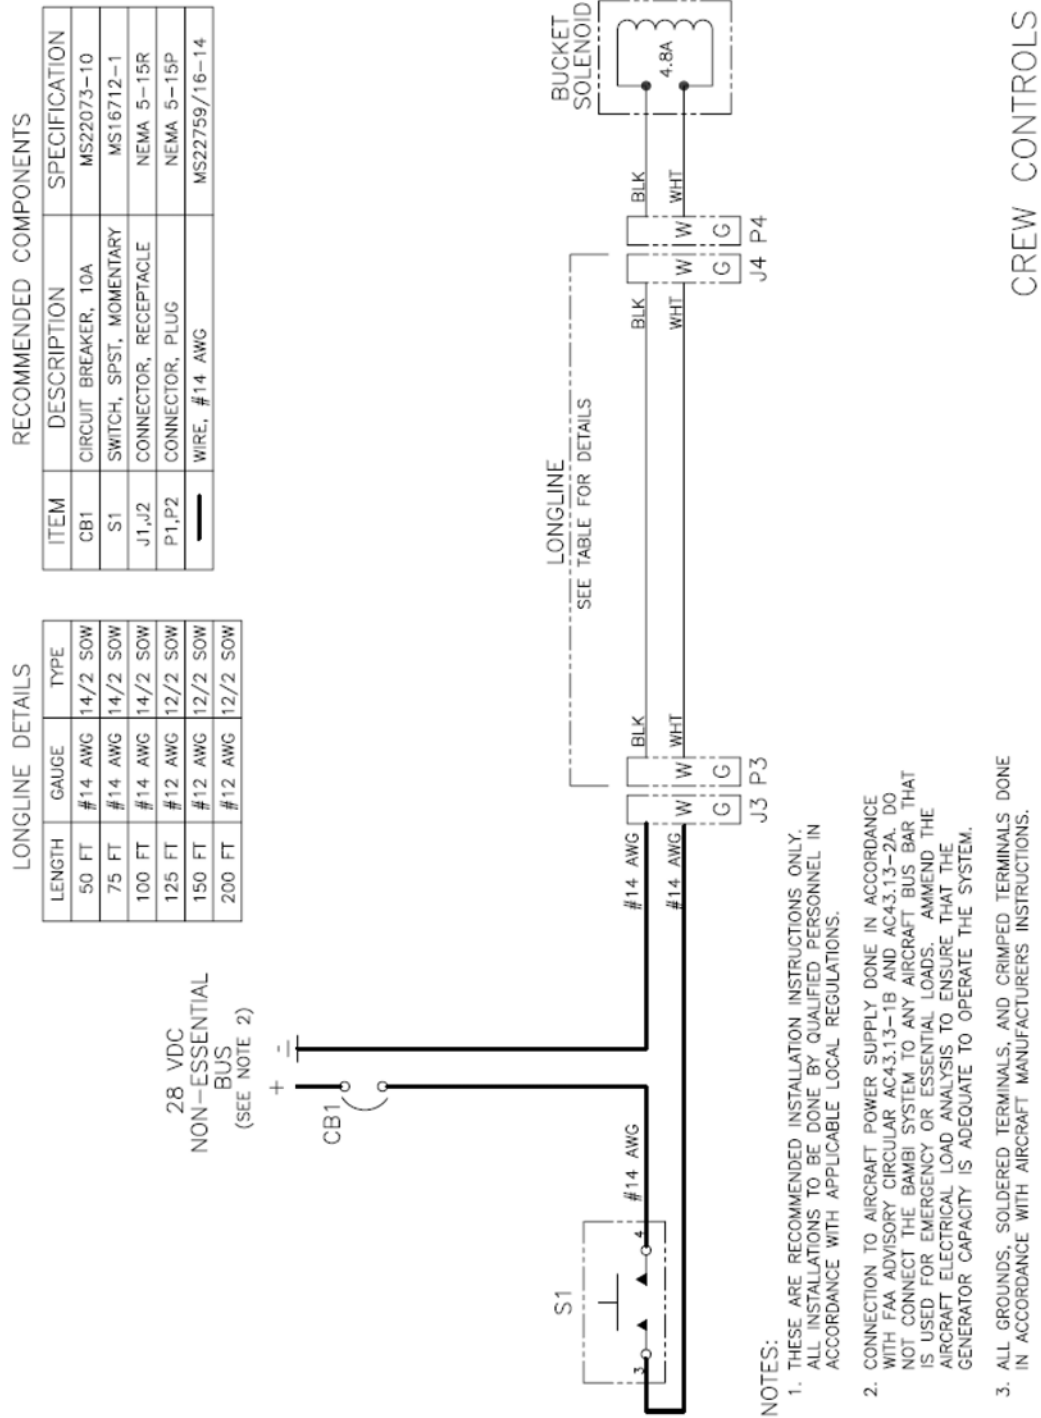 LONGLINE DETAILS
LENGTH GAUGE TYPE
50 FT #14 AWG 14/2 SOW
75 FT #14 AWG 14/2 SOW
100 FT #14 AWG 14/2 SOW
125 FT #12 AWG 12/2 SOW
150 FT #12 AWG 12/2 SOW
200 FT #12 AWG 12/2 SOW
RECOMMENDED COMPONENTS
ITEM DESCRIPTION SPECIFICATION
CB1 CIRCUIT BREAKER, 10A MS22073-10
S1 SWITCH, SPST, MOMENTARY MS16712-1
J1,J2 CONNECTOR, RECEPTACLE NEMA 5-15R
P1,P2 CONNECTOR, PLUG NEMA 5-15P
WIRE, #14 AWG MS22759/16-14
28 VDC
NON-ESSENTIAL
BUS
(SEE NOTE 2)
+ -
CB1
S1
3 4
#14 AWG
#14 AWG
#14 AWG
LONGLINE
SEE TABLE FOR DETAILS
BLK
WHT
BLK
WHT
BLK
WHT
W W W W
G G G G
J3 P3 J4 P4
BUCKET
SOLENOID
4.8A
NOTES:
1. THESE ARE RECOMMENDED INSTALLATION INSTRUCTIONS ONLY.
ALL INSTALLATIONS TO BE DONE BY QUALIFIED PERSONNEL IN
ACCORDANCE WITH APPLICABLE LOCAL REGULATIONS.
2. CONNECTION TO AIRCRAFT POWER SUPPLY DONE IN ACCORDANCE
WITH FAA ADVISORY CIRCULAR AC43.13-1B AND AC43.13-2A. DO
NOT CONNECT THE BAMBI SYSTEM TO ANY AIRCRAFT BUS BAR THAT
IS USED FOR EMERGENCY OR ESSENTIAL LOADS. AMMEND THE
AIRCRAFT ELECTRICAL LOAD ANALYSIS TO ENSURE THAT THE
GENERATOR CAPACITY IS ADEQUATE TO OPERATE THE SYSTEM.
3. ALL GROUNDS, SOLDERED TERMINALS, AND CRIMPED TERMINALS DONE
IN ACCORDANCE WITH AIRCRAFT MANUFACTURERS INSTRUCTIONS.
CREW CONTROLS